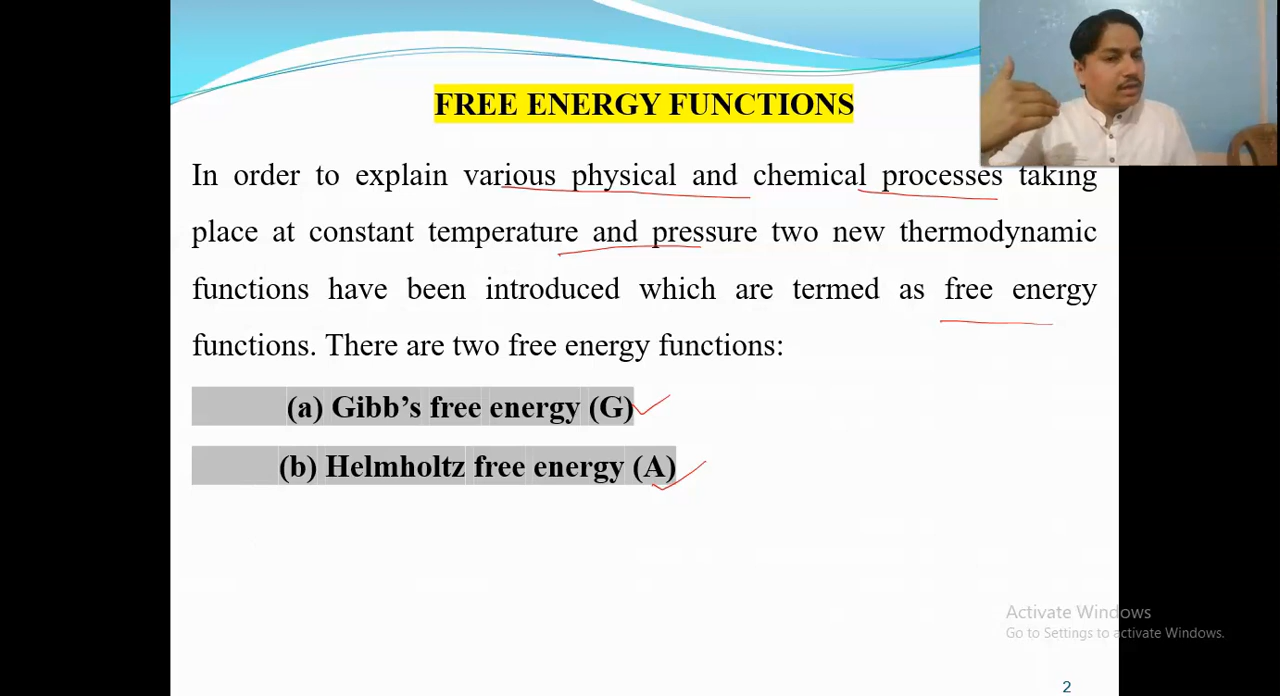 FREE ENERGY FUNCTIONS
In order to explain various physical and chemical processes taking
place at constant temperature and pressure two new thermodynamic
functions have been introduced which are termed as free energy
functions. There are two free energy functions:
(a) Gibb’s free energy (G)
(b) Helmholtz free energy (A)
Activate Windows
Go to Settings to activate Windows.
2